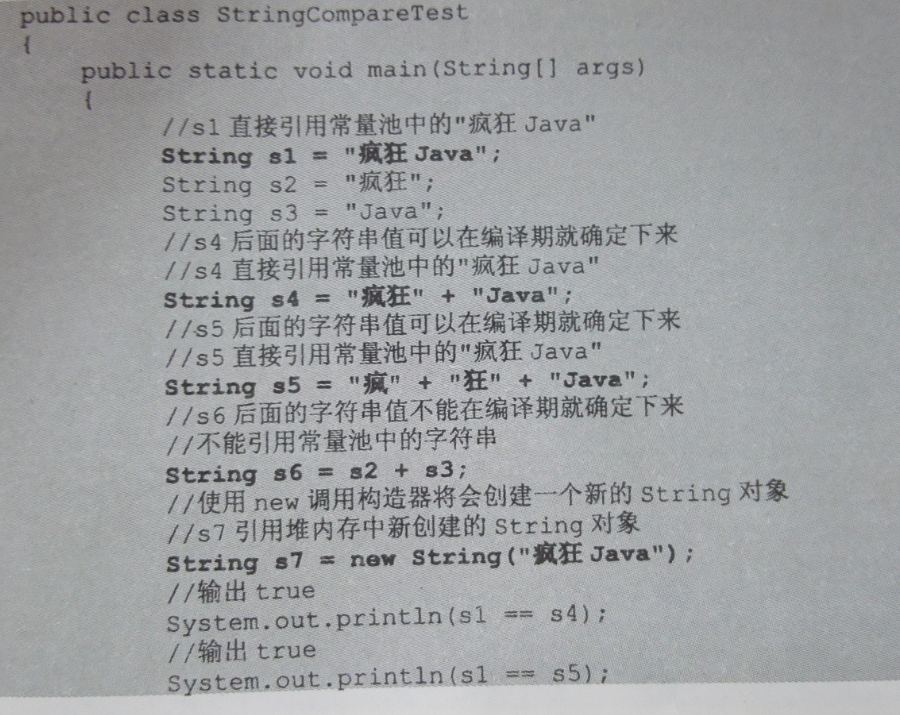 public class StringCompareTest
{
public static void main(String[] args)
{
//s1 直接引用常量池中的"疯狂 Java"
String s1 = "疯狂 Java";
String s2 = "疯狂";
String s3 = "Java";
//s4 后面的字符串值可以在编译期就确定下来
//s4 直接引用常量池中的"疯狂 Java"
String s4 = "疯狂" + "Java";
//s5 后面的字符串值可以在编译期就确定下来
//s5 直接引用常量池中的"疯狂 Java"
String s5 = "疯" + "狂" + "Java";
//s6 后面的字符串值不能在编译期就确定下来
//不能引用常量池中的字符串
String s6 = s2 + s3;
//使用 new 调用构造器将会创建一个新的 String 对象
//s7 引用堆内存中新创建的 String 对象
String s7 = new String("疯狂 Java");
//输出 true
System.out.println(s1 == s4);
//输出 true
System.out.println(s1 == s5);